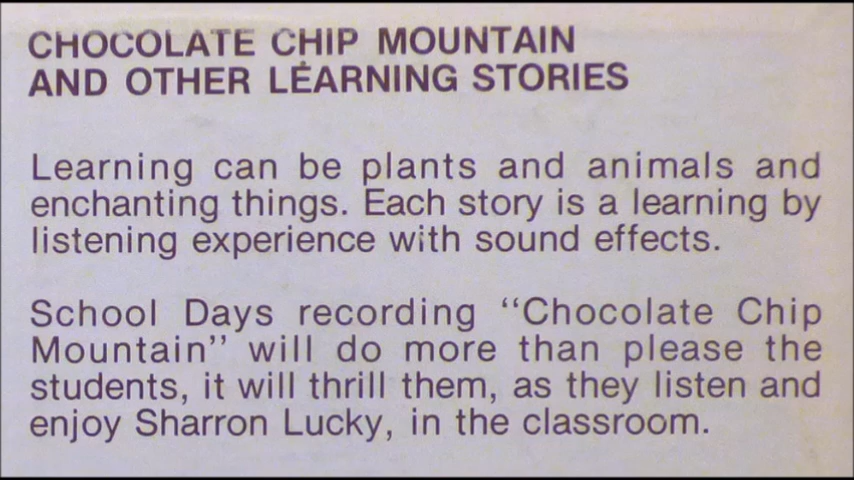 CHOCOLATE CHIP MOUNTAIN
AND OTHER LEARNING STORIES
Learning can be plants and animals and
enchanting things. Each story is a learning by
listening experience with sound effects.
School Days recording “Chocolate Chip
Mountain” will do more than please the
students, it will thrill them, as they listen and
enjoy Sharron Lucky, in the classroom.